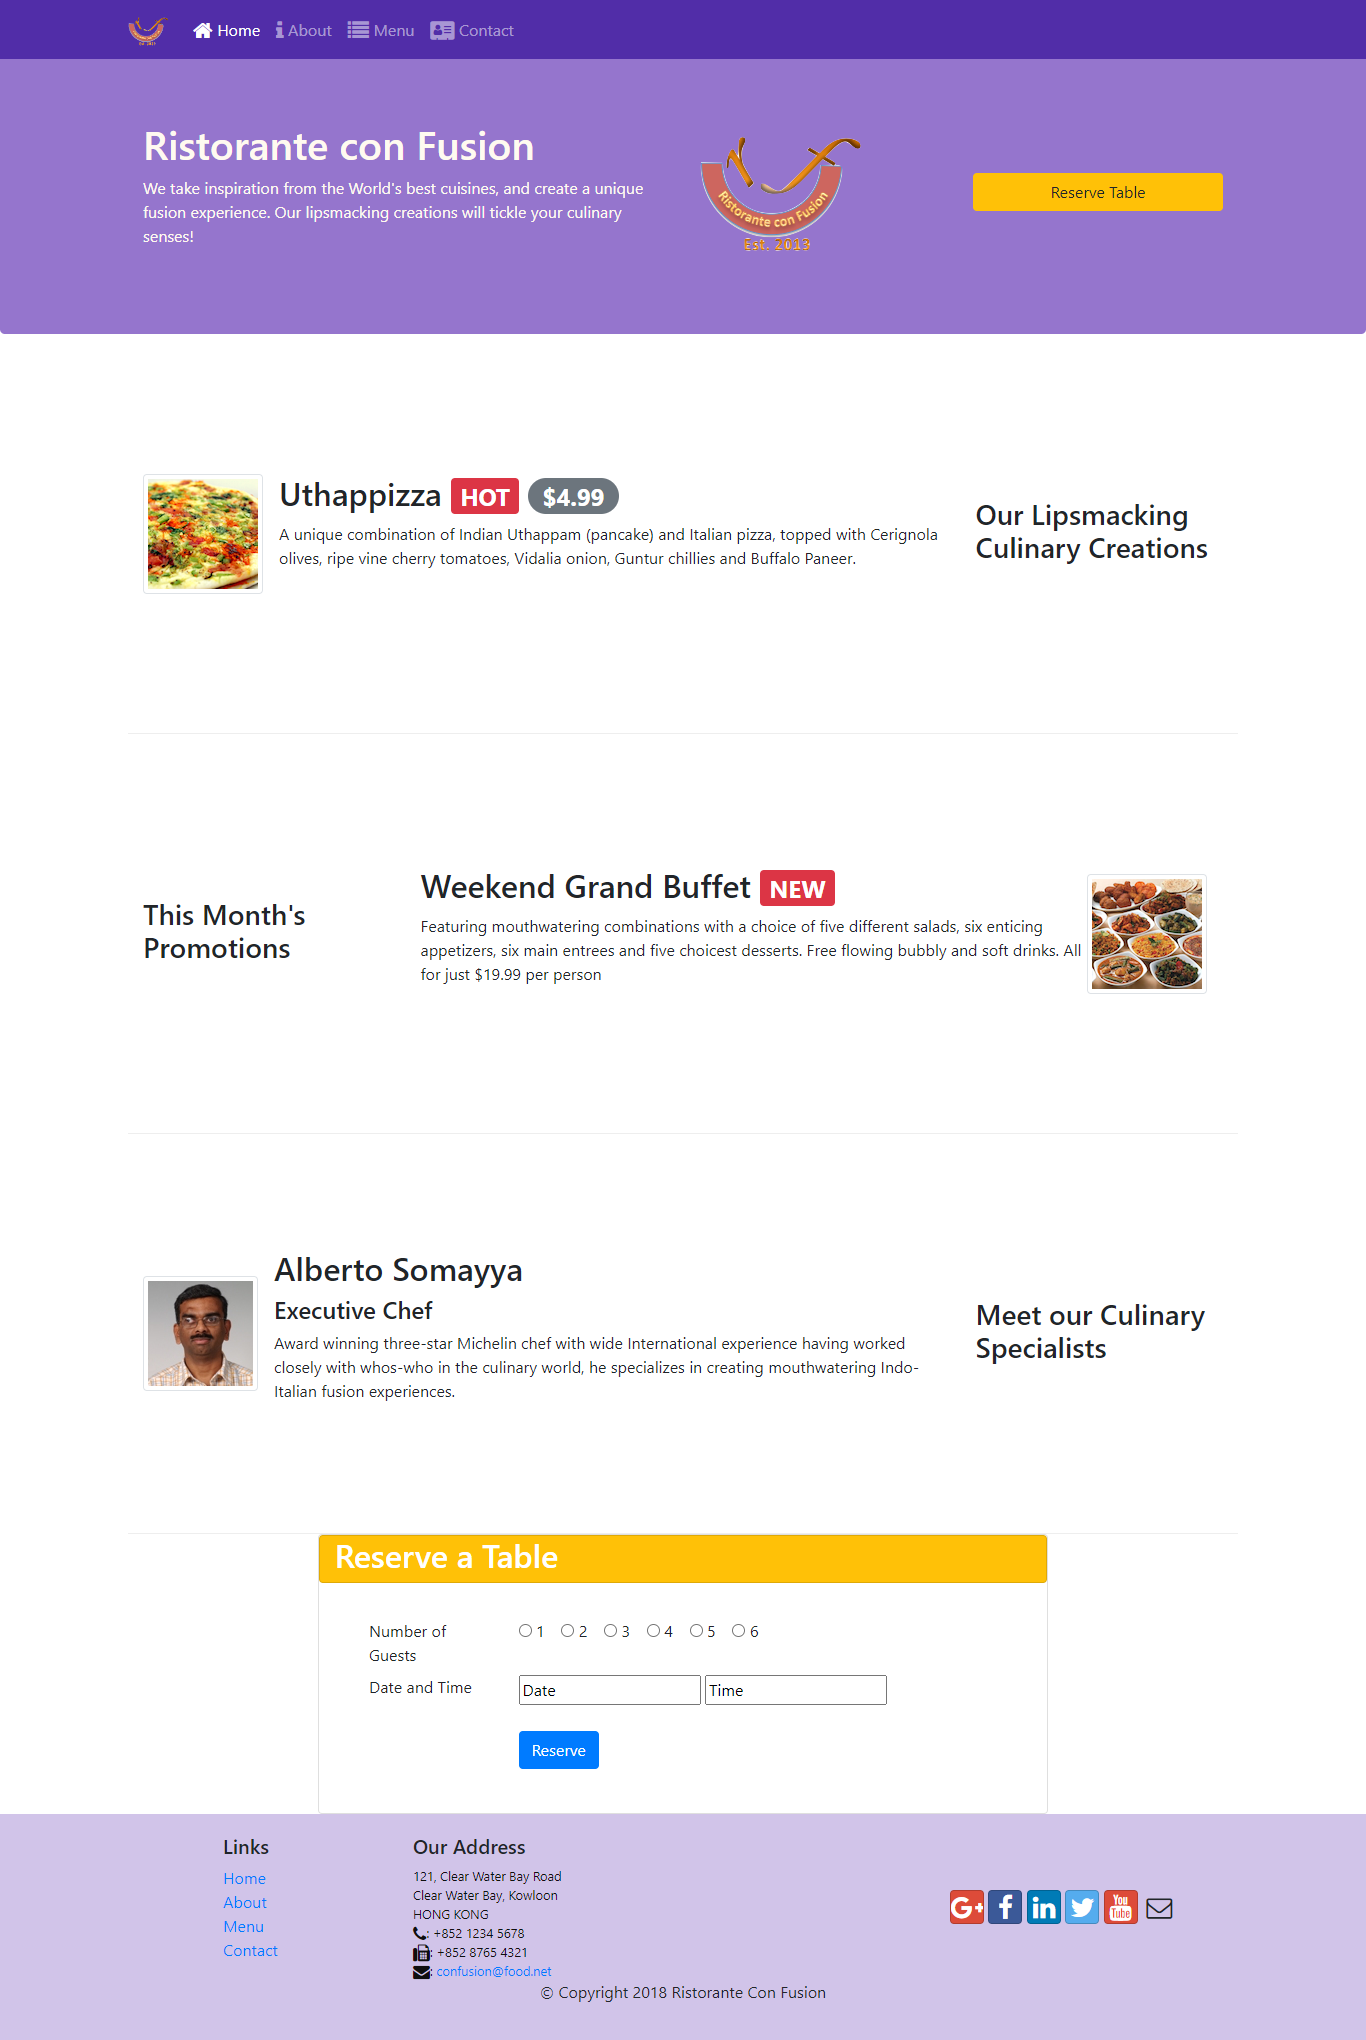 Home About Menu Contact
Ristorante con Fusion
We take inspiration from the World's best cuisines, and create a unique
fusion experience. Our lipsmacking creations will tickle your culinary
senses!
Ristorante con Fusion
Est. 2013
Reserve Table
Uthappizza HOT $4.99
A unique combination of Indian Uthappam (pancake) and Italian pizza, topped with Cerignola
olives, ripe vine cherry tomatoes, Vidalia onion, Guntur chillies and Buffalo Paneer.
Our Lipsmacking
Culinary Creations
This Month's
Promotions
Weekend Grand Buffet NEW
Featuring mouthwatering combinations with a choice of five different salads, six enticing
appetizers, six main entrees and five choicest desserts. Free flowing bubbly and soft drinks. All
for just $19.99 per person
Alberto Somayya
Executive Chef
Award winning three-star Michelin chef with wide International experience having worked
closely with whos-who in the culinary world, he specializes in creating mouthwatering Indo-
Italian fusion experiences.
Meet our Culinary
Specialists
Reserve a Table
Number of
Guests
1 2 3 4 5 6
Date and Time
Date Time
Reserve
Links
Home
About
Menu
Contact
Our Address
121, Clear Water Bay Road
Clear Water Bay, Kowloon
HONG KONG
: +852 1234 5678
: +852 8765 4321
: confusion@food.net
G+ f in You Tube
© Copyright 2018 Ristorante Con Fusion